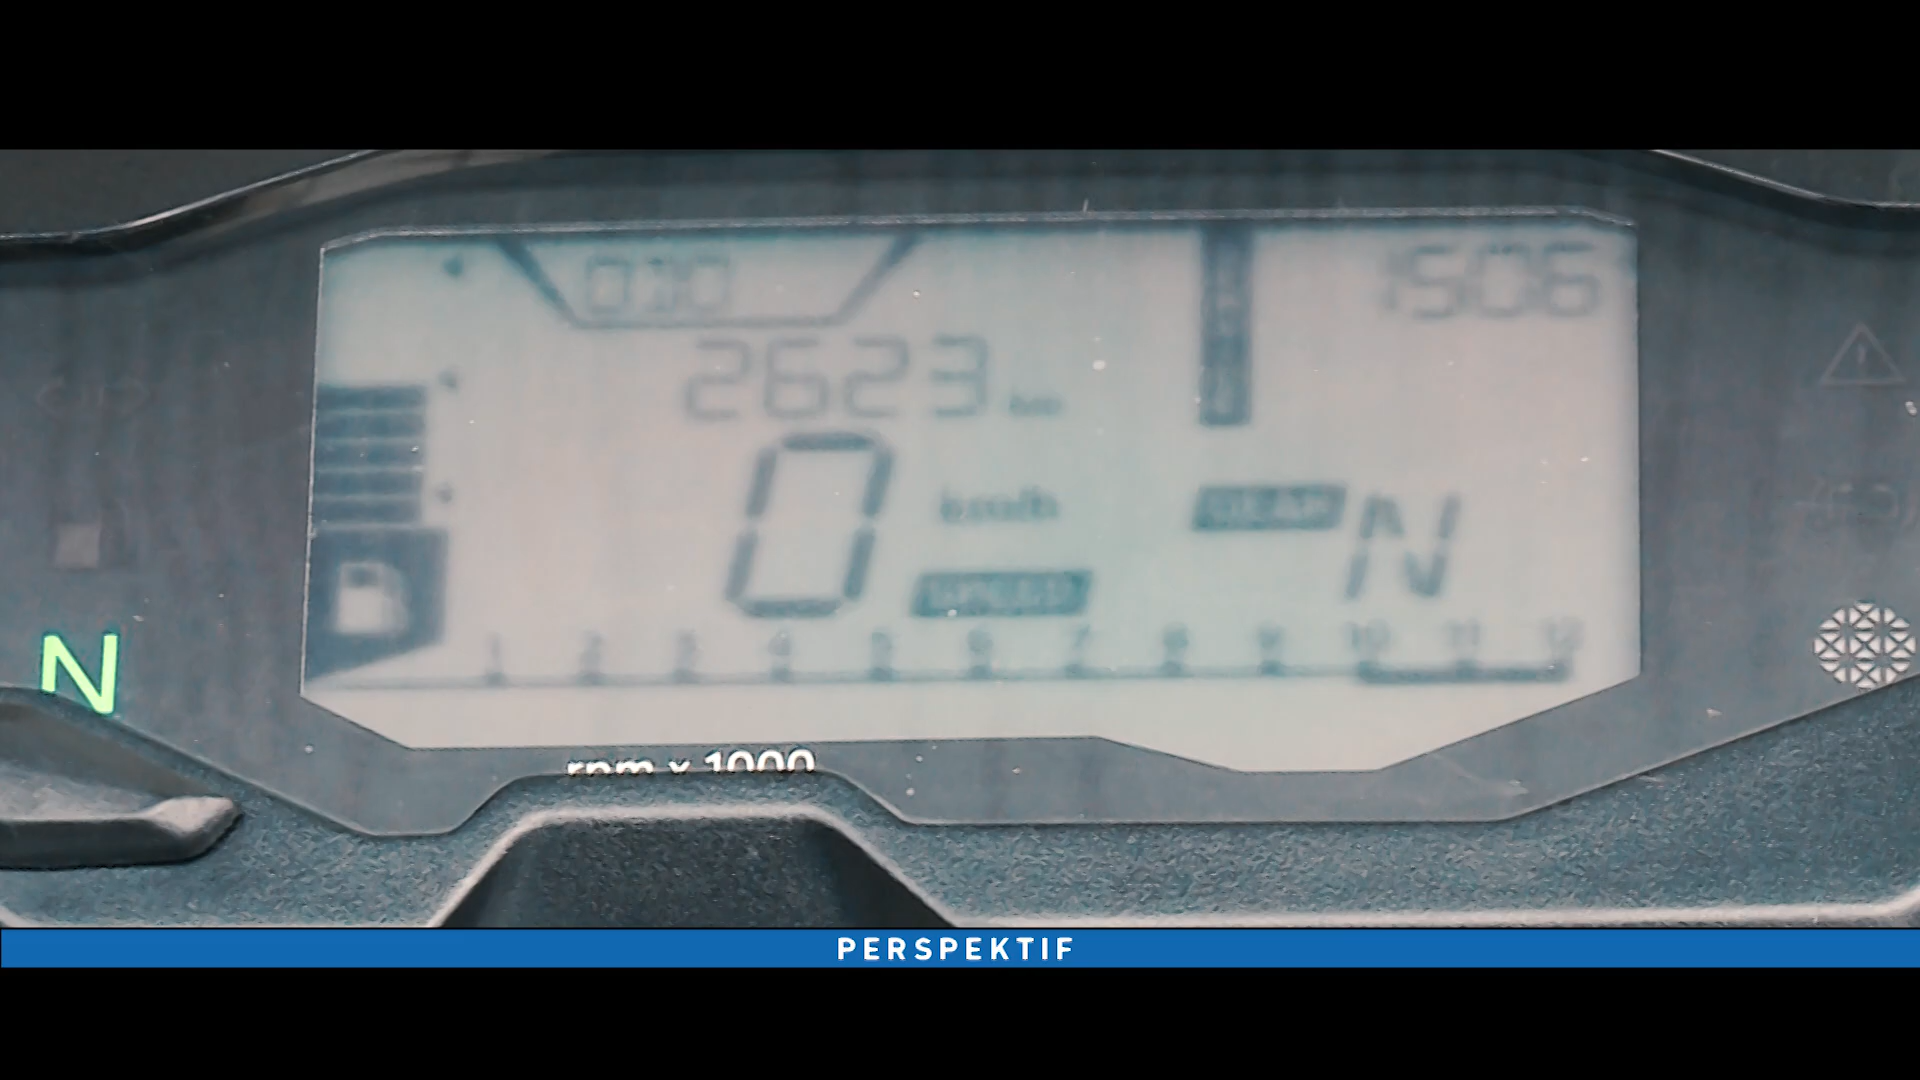 ODO
1506
2623 km
0 km/h
GEAR N
SPEED
N
1 2 3 4 5 6 7 8 9 10 11 12
rpm x 1000
PERSPEKTIF